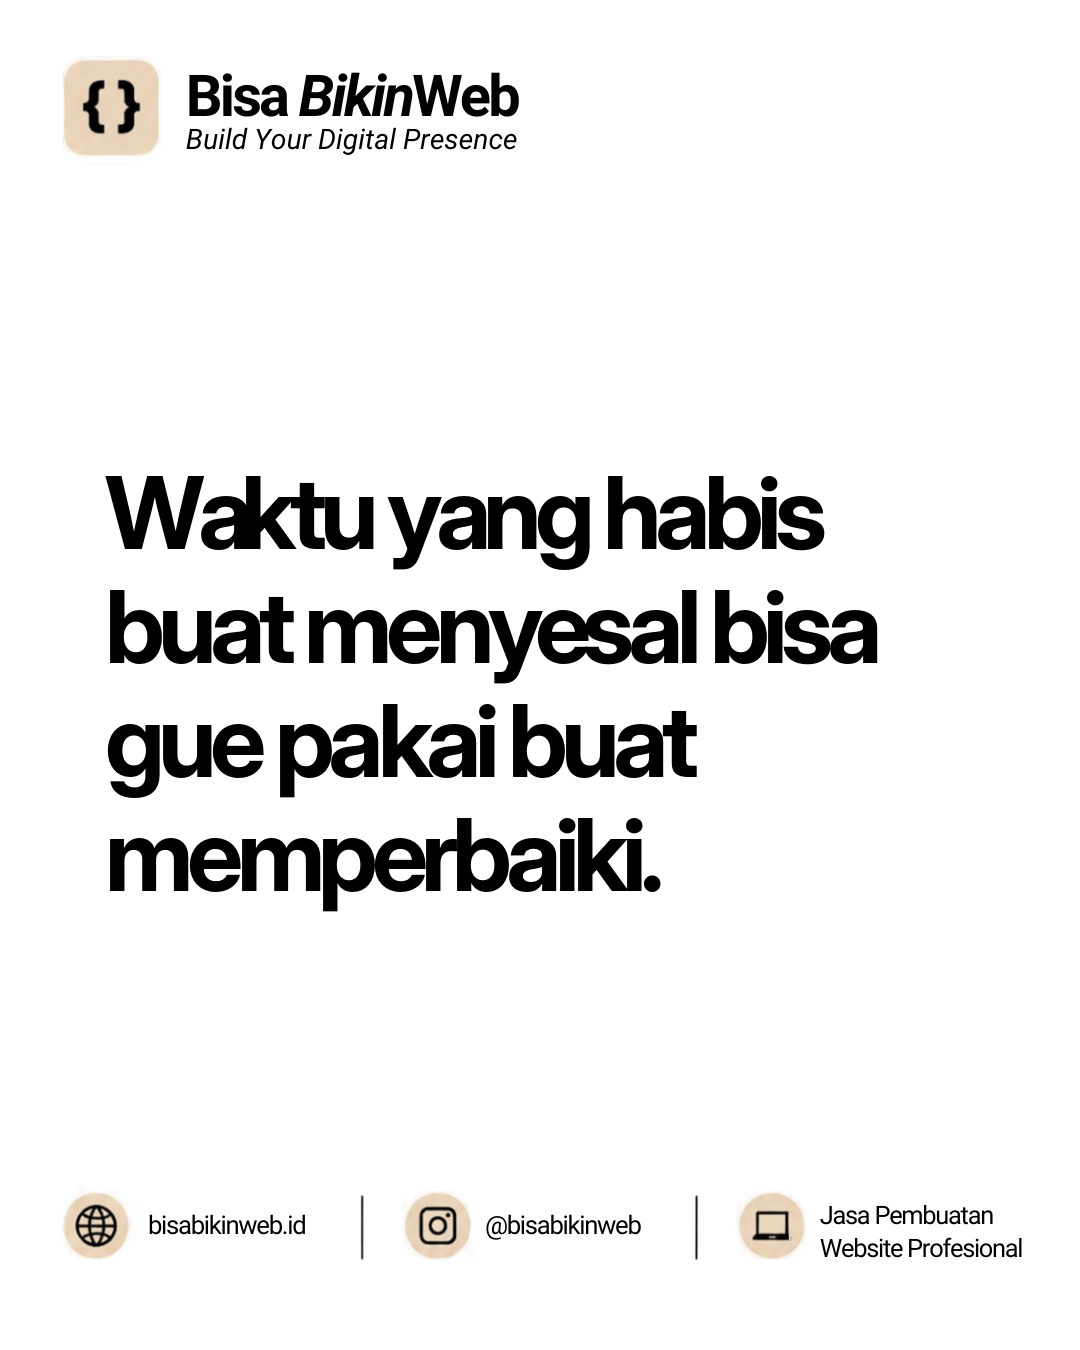 { }
Bisa BikinWeb
Build Your Digital Presence
Waktu yang habis
buat menyesal bisa
gue pakai buat
memperbaiki.
bisabikinweb.id
@bisabikinweb
Jasa Pembuatan
Website Profesional